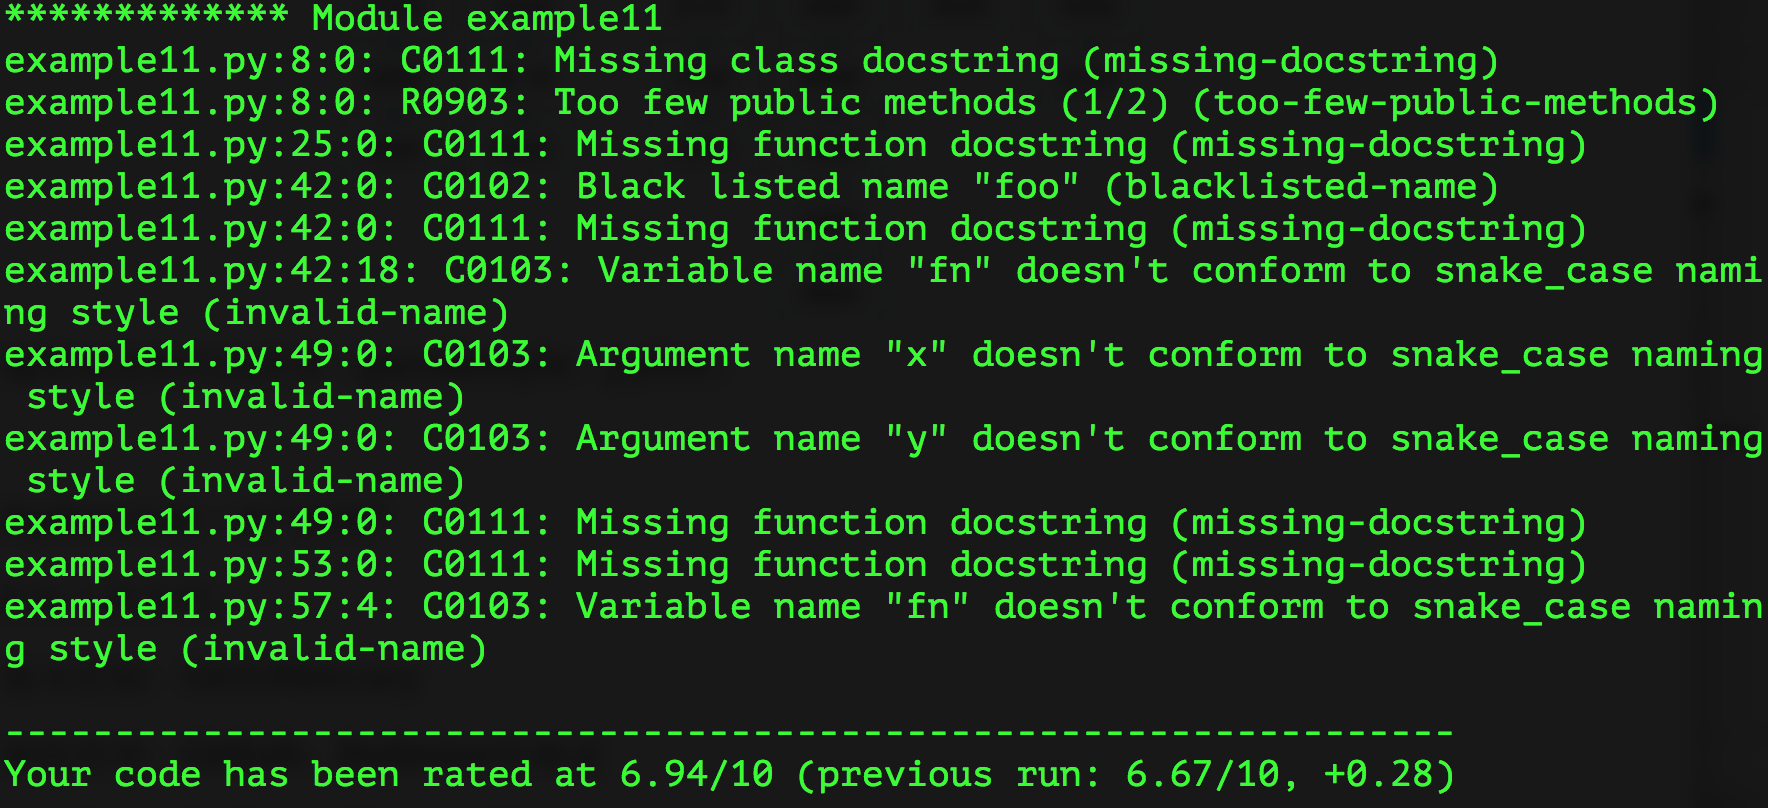 ************* Module example11
example11.py:8:0: C0111: Missing class docstring (missing-docstring)
example11.py:8:0: R0903: Too few public methods (1/2) (too-few-public-methods)
example11.py:25:0: C0111: Missing function docstring (missing-docstring)
example11.py:42:0: C0102: Black listed name "foo" (blacklisted-name)
example11.py:42:0: C0111: Missing function docstring (missing-docstring)
example11.py:42:18: C0103: Variable name "fn" doesn't conform to snake_case nami
ng style (invalid-name)
example11.py:49:0: C0103: Argument name "x" doesn't conform to snake_case naming
 style (invalid-name)
example11.py:49:0: C0103: Argument name "y" doesn't conform to snake_case naming
 style (invalid-name)
example11.py:49:0: C0111: Missing function docstring (missing-docstring)
example11.py:53:0: C0111: Missing function docstring (missing-docstring)
example11.py:57:4: C0103: Variable name "fn" doesn't conform to snake_case namin
g style (invalid-name)

------------------------------------------------------------------
Your code has been rated at 6.94/10 (previous run: 6.67/10, +0.28)